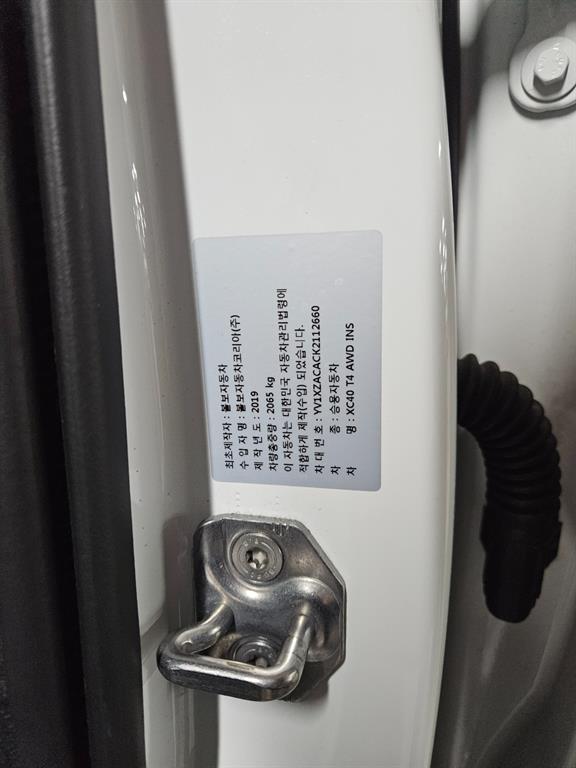 최초제작자 : 볼보자동차
수 입 자 명 : 볼보자동차코리아(주)
제 작 년 도 : 2019
차량총중량 : 2065 kg
이 자동차는 대한민국 자동차관리법령에
적합하게 제작(수입) 되었습니다.
차 대 번 호 : YV1XZACACK2112660
차 종 : 승용자동차
차 명 : XC40 T4 AWD INS